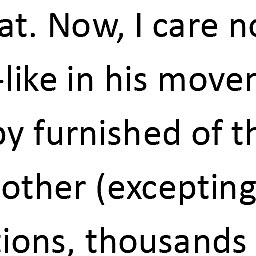 at. Now, I care no
-like in his mover
by furnished of th
other (excepting
tions, thousands